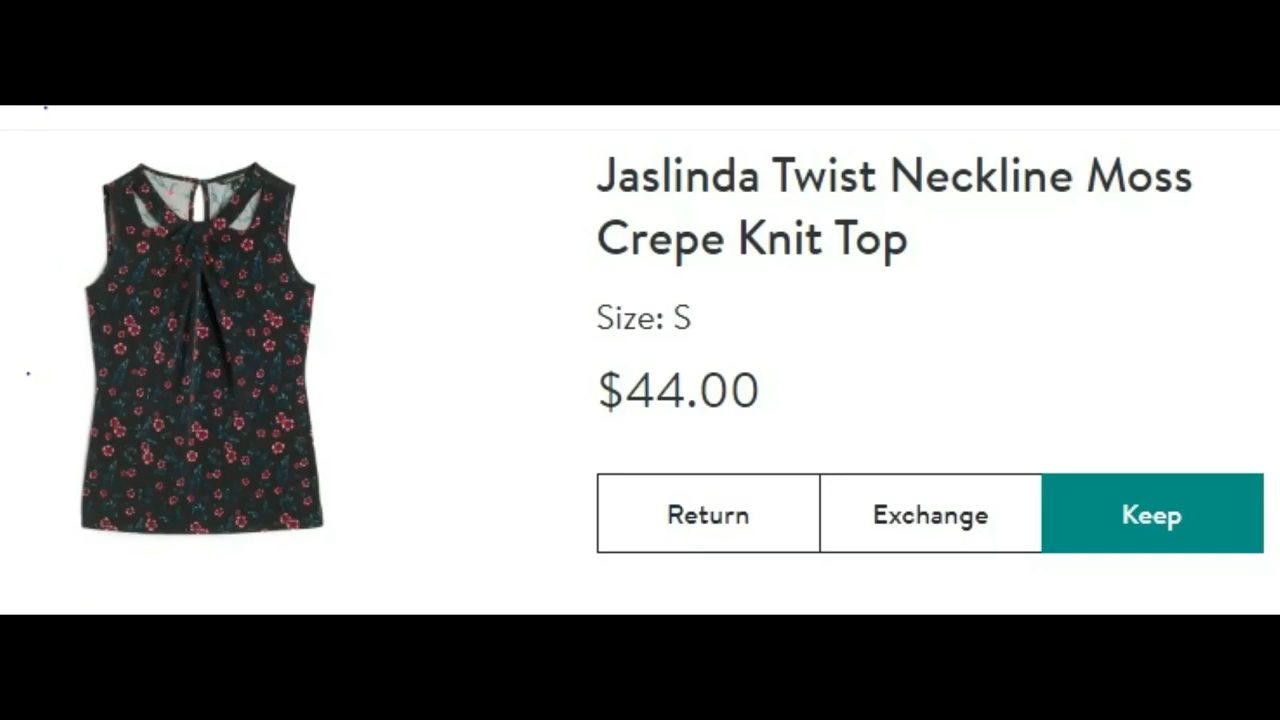 Jaslinda Twist Neckline Moss
Crepe Knit Top
Size: S
$44.00
Return Exchange Keep